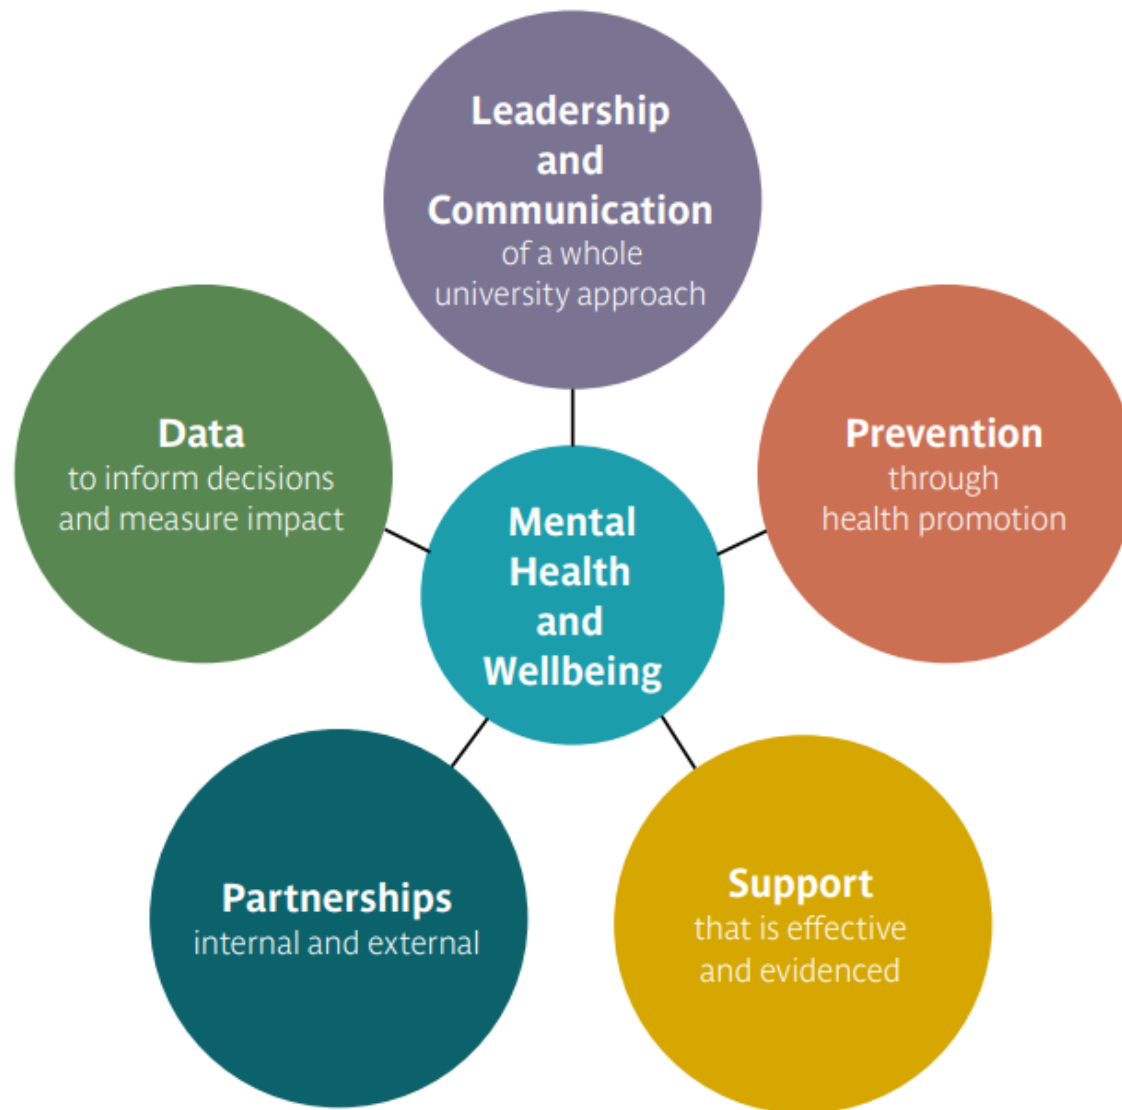 Leadership
and
Communication
of a whole
university approach
Data
to inform decisions
and measure impact
Prevention
through
health promotion
Mental
Health
and
Wellbeing
Partnerships
internal and external
Support
that is effective
and evidenced